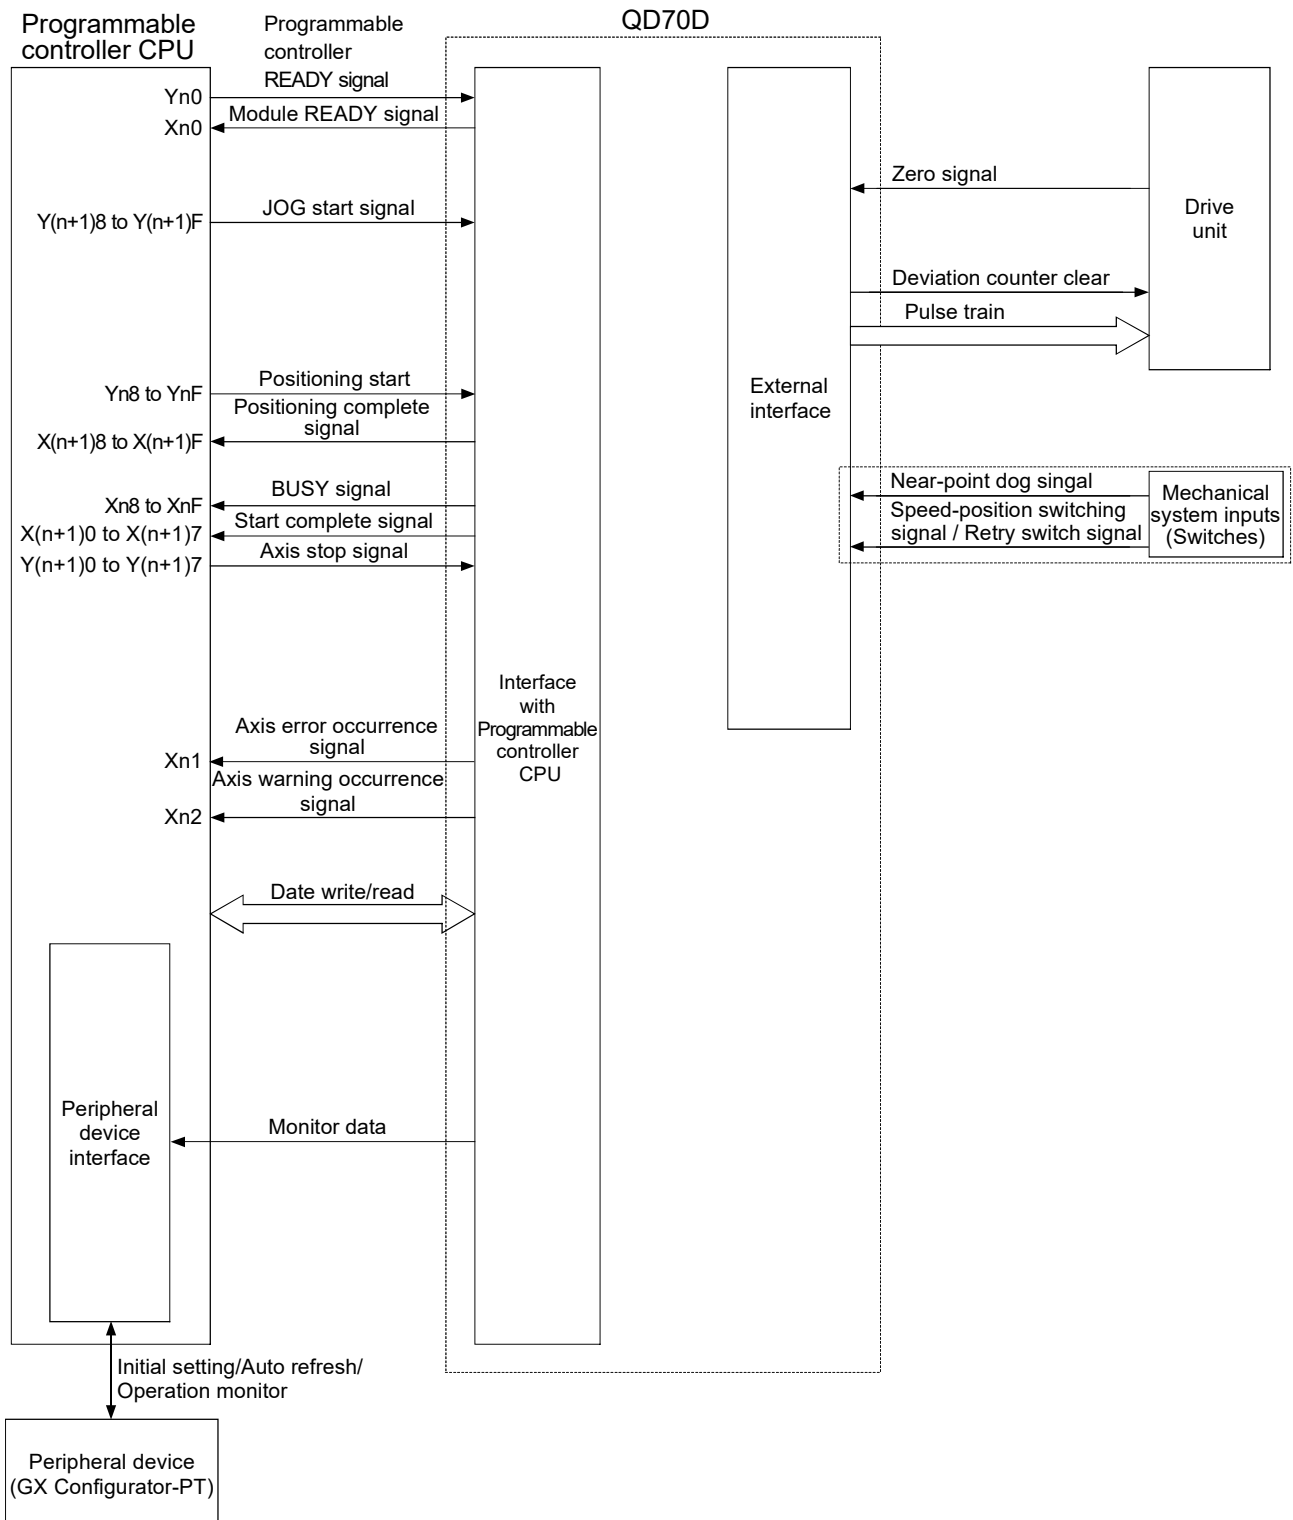 Programmable
controller CPU
Programmable
controller
READY signal
QD70D
Yn0
Xn0
Module READY signal
Zero signal
Drive
unit
Y(n+1)8 to Y(n+1)F
JOG start signal
Deviation counter clear
Pulse train
Yn8 to YnF
Positioning start
Positioning complete
signal
X(n+1)8 to X(n+1)F
External
interface
BUSY signal
Xn8 to XnF
Start complete signal
X(n+1)0 to X(n+1)7
Axis stop signal
Y(n+1)0 to Y(n+1)7
Near-point dog singal
Speed-position switching
signal / Retry switch signal
Mechanical
system inputs
(Switches)
Interface
with
Programmable
controller
CPU
Axis error occurrence
signal
Xn1
Axis warning occurrence
signal
Xn2
Date write/read
Peripheral
device
interface
Monitor data
Initial setting/Auto refresh/
Operation monitor
Peripheral device
(GX Configurator-PT)